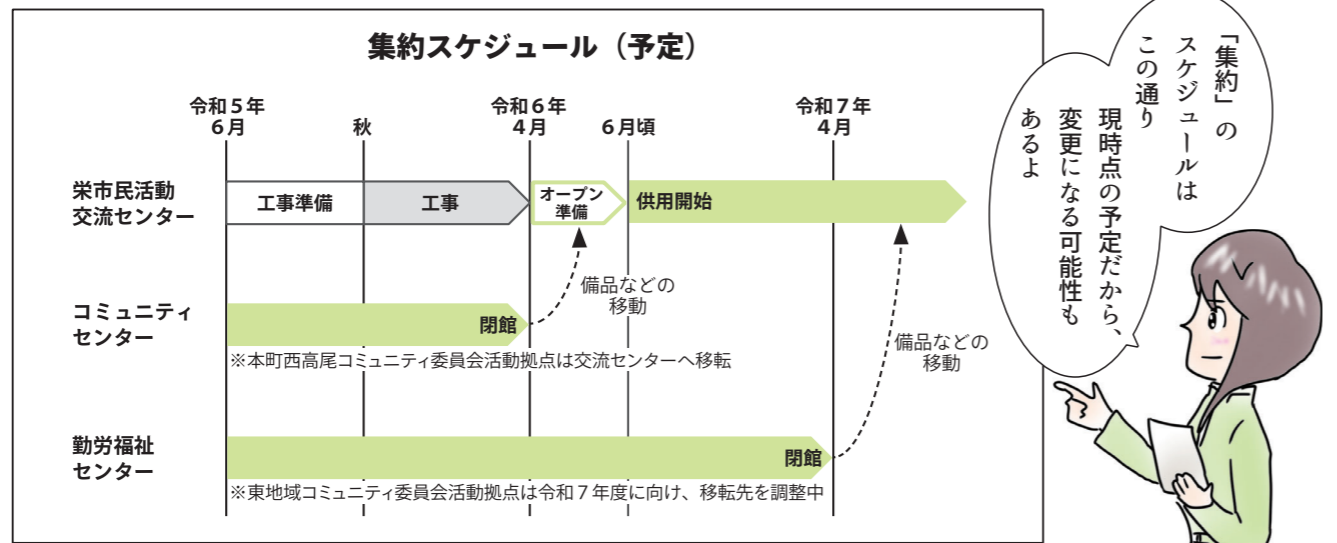 集約スケジュール（予定）
令和５年
６月
秋
令和６年
４月
６月頃
令和７年
４月
栄市民活動
交流センター
工事準備
工事
オープン
準備
供用開始
備品などの
移動
コミュニティ
センター
閉館
※本町西高尾コミュニティ委員会活動拠点は交流センターへ移転
備品などの
移動
勤労福祉
センター
閉館
※東地域コミュニティ委員会活動拠点は令和７年度に向け、移転先を調整中
「集約」の
スケジュールは
この通り
現時点の予定だから、
変更になる可能性も
あるよ